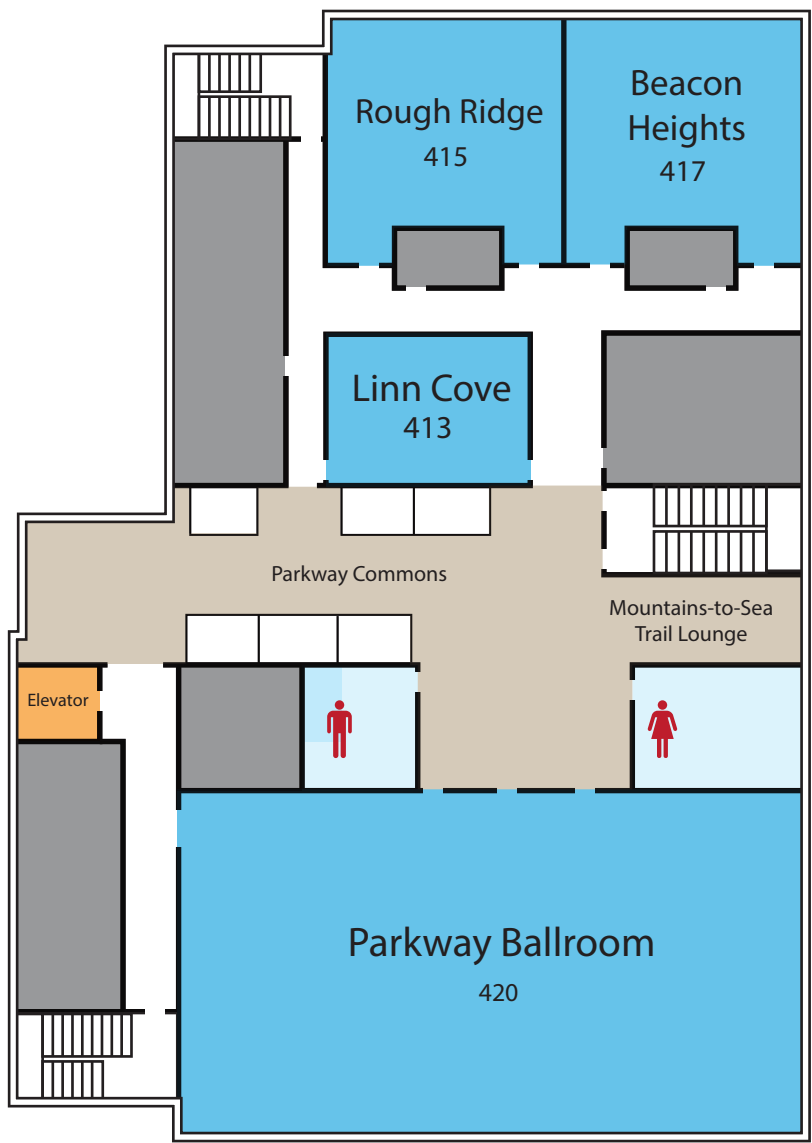 Rough Ridge
415
Beacon
Heights
417
Linn Cove
413
Parkway Commons
Mountains-to-Sea
Trail Lounge
Elevator
Parkway Ballroom
420